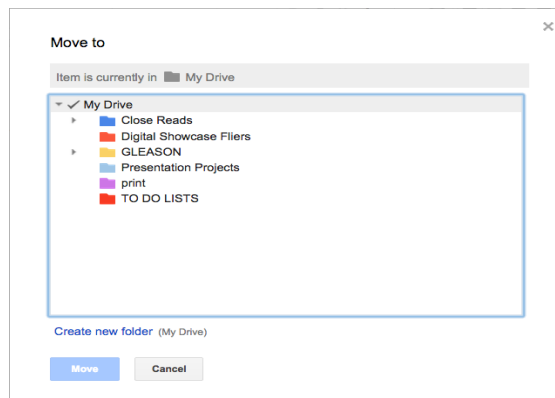 Move to
Item is currently in My Drive
My Drive
Close Reads
Digital Showcase Fliers
GLEASON
Presentation Projects
print
TO DO LISTS
Create new folder (My Drive)
Move Cancel